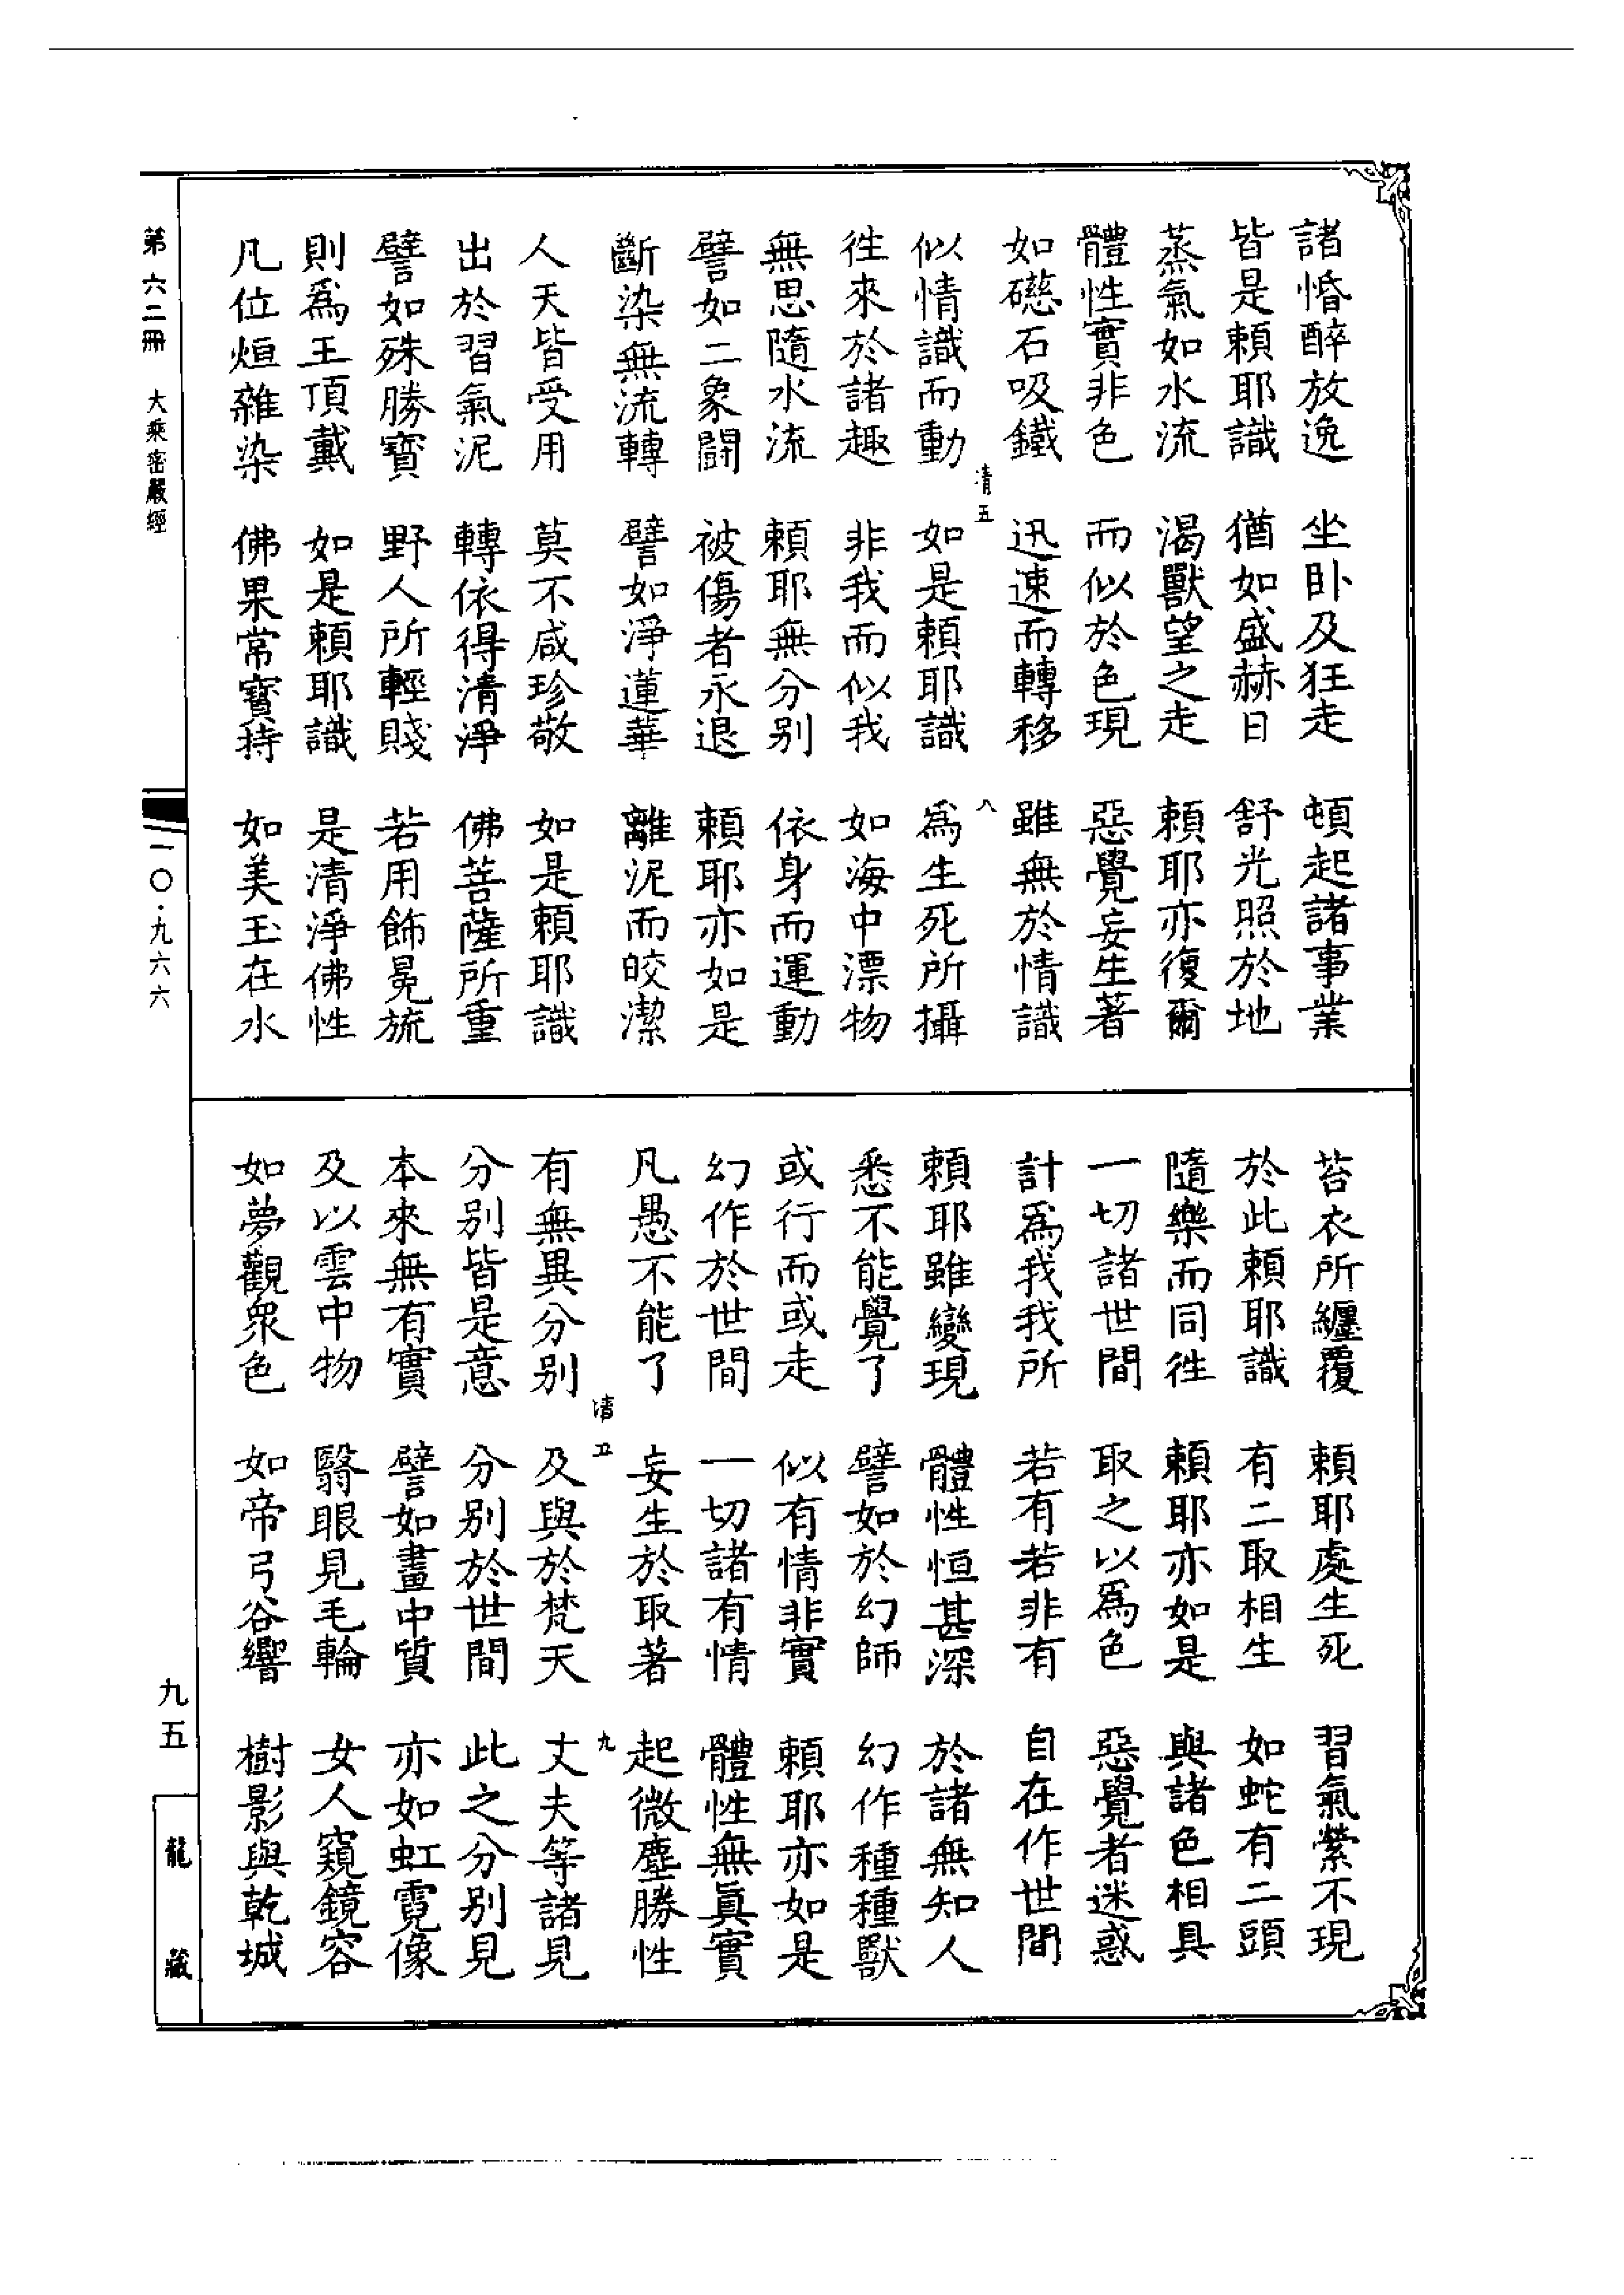 諸惛醉放逸　坐卧及狂走　頓起諸事業
皆是賴耶識　猶如盛赫日　舒光照於地
蒸氣如水流　渴獸望之走　賴耶亦復爾
體性實非色　而似於色現　惡覺妄生著
如礠石吸鐵　迅速而轉移　雖無於情識
似情識而動　如是賴耶識　為生死所攝
清五　八
徃來於諸趣　非我而似我　如海中漂物
無思隨水流　賴耶無分别　依身而運動
譬如二象闘　被傷者永退　賴耶亦如是
斷染無流轉　譬如淨蓮華　離泥而皎潔
人天皆受用　莫不咸珍敬　如是賴耶識
出於習氣泥　轉依得清淨　佛菩薩所重
譬如殊勝寶　野人所輕賤　若用飾冕旒
則為王頂戴　如是賴耶識　是清淨佛性
凡位烜雜染　佛果常寶持　如美玉在水
苔衣所纏覆　賴耶處生死　習氣縈不現
於此賴耶識　有二取相生　如蛇有二頭
隨樂而同徃　賴耶亦如是　與諸色相具
一切諸世間　取之以為色　惡覺者迷惑
計為我我所　若有若非有　自在作世間
賴耶雖變現　體性恒甚深　於諸無知人
悉不能覺了　譬如於幻師　幻作種種獸
或行而或走　似有情非實　賴耶亦如是
幻作於世間　一切諸有情　體性無真實
凡愚不能了　妄生於取著　起微塵勝性
清五　九
有無異分别　及與於梵天　丈夫等諸見
分别皆是意　分别於世間　此之分别見
本來無有實　譬如畫中質　亦如虹霓像
及以雲中物　翳眼見毛輪　女人窺鏡容
如夢觀衆色　如帝弓谷響　樹影與乾城
第六二冊　大乘密嚴經
一〇·九六六
九五
龍藏